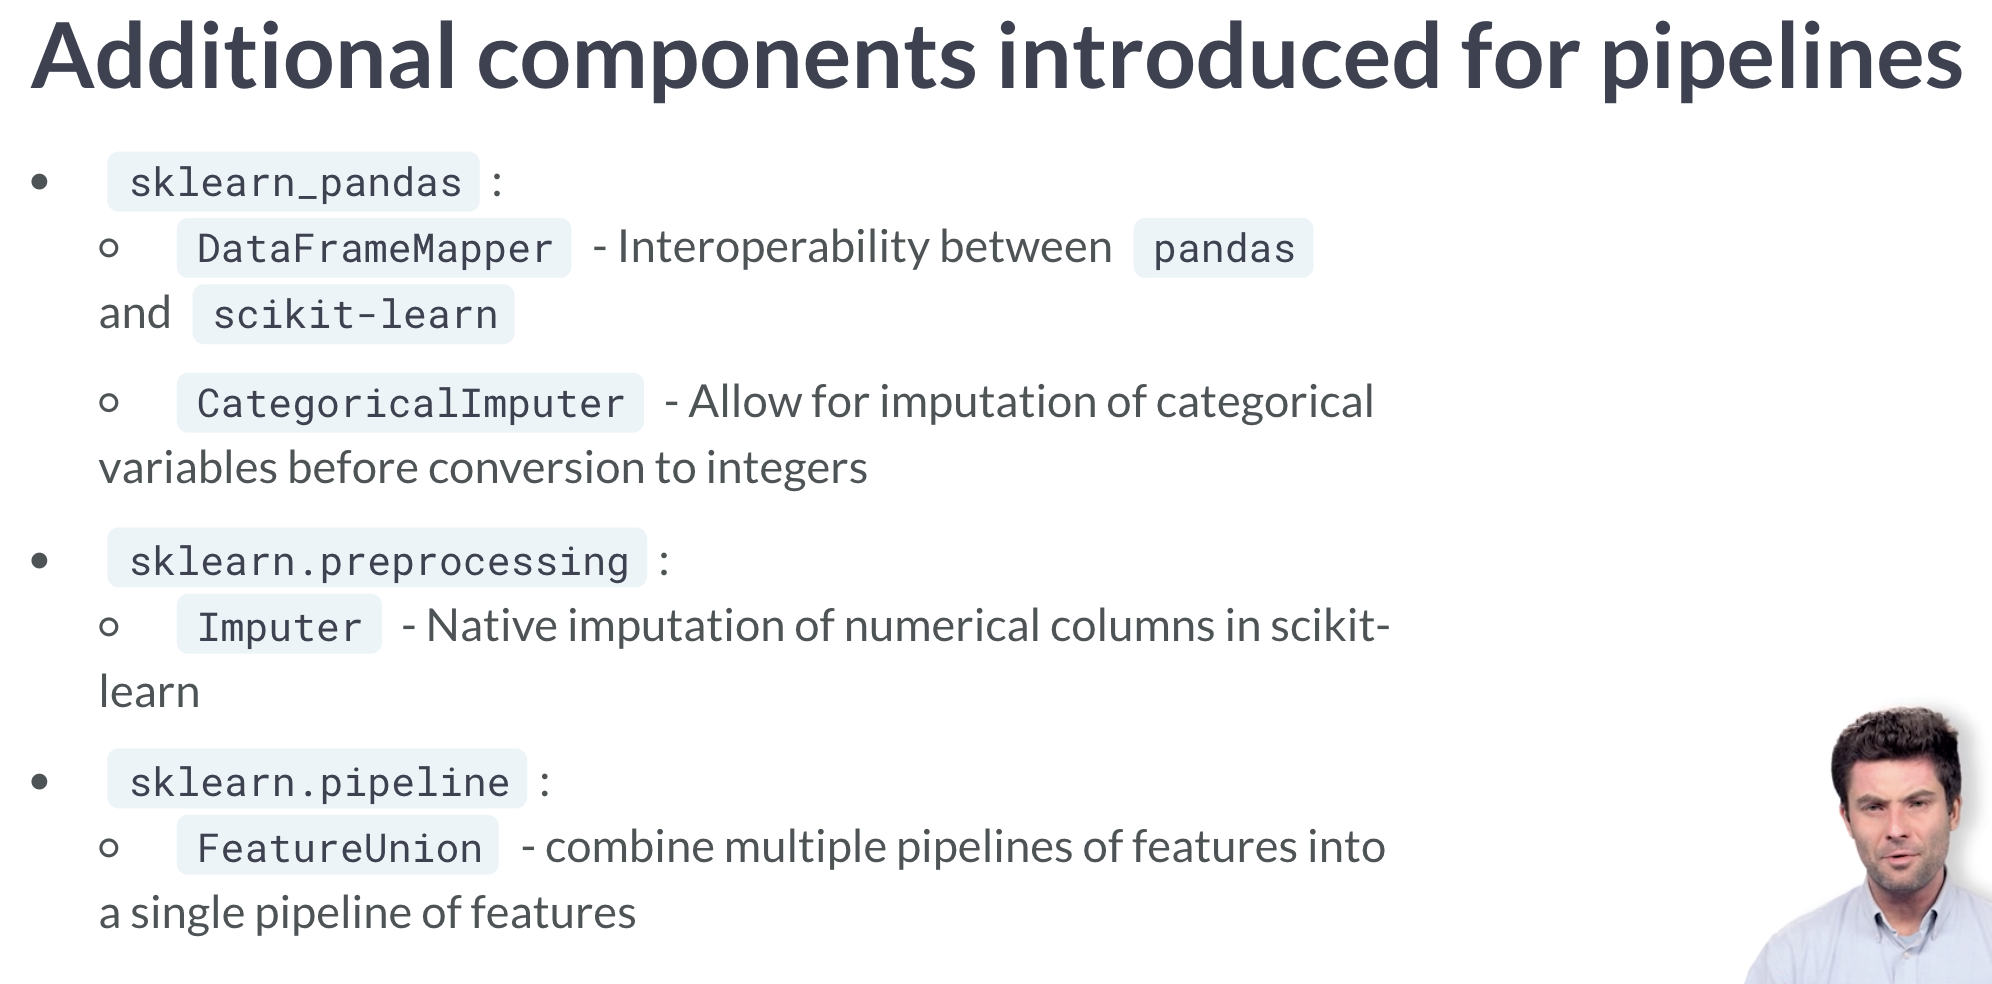 Additional components introduced for pipelines
• sklearn_pandas :
○ DataFrameMapper - Interoperability between pandas
and scikit-learn
○ CategoricalImputer - Allow for imputation of categorical
variables before conversion to integers
• sklearn.preprocessing :
○ Imputer - Native imputation of numerical columns in scikit-
learn
• sklearn.pipeline :
○ FeatureUnion - combine multiple pipelines of features into
a single pipeline of features